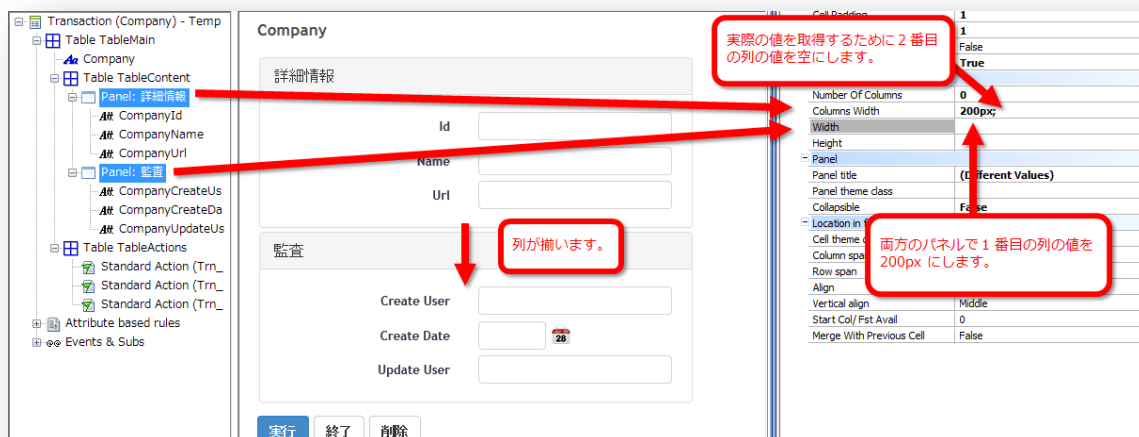 Transaction (Company) - Temp
Table TableMain
Company
Table TableContent
Panel: 詳細情報
CompanyId
CompanyName
CompanyUrl
Panel: 監査
CompanyCreateUs
CompanyCreateDa
CompanyUpdateUs
Table TableActions
Standard Action (Trn_
Standard Action (Trn_
Standard Action (Trn_
Attribute based rules
Events & Subs
Company
詳細情報
Id
Name
Url
列が揃います。
監査
Create User
Create Date
28
Update User
実行 終了 削除
実際の値を取得するために 2 番目
の列の値を空にします。
Cell Padding 1
1
False
True
Number Of Columns 0
Columns Width 200px;
Width
Height
Panel
Panel title (Different Values)
Panel theme class
Collapsible False
Location in
Cell theme
Column spa
Row span
Align
Vertical align Middle
Start Col/ Fst Avail 0
Merge With Previous Cell False
両方のパネルで 1 番目の列の値を
200px にします。